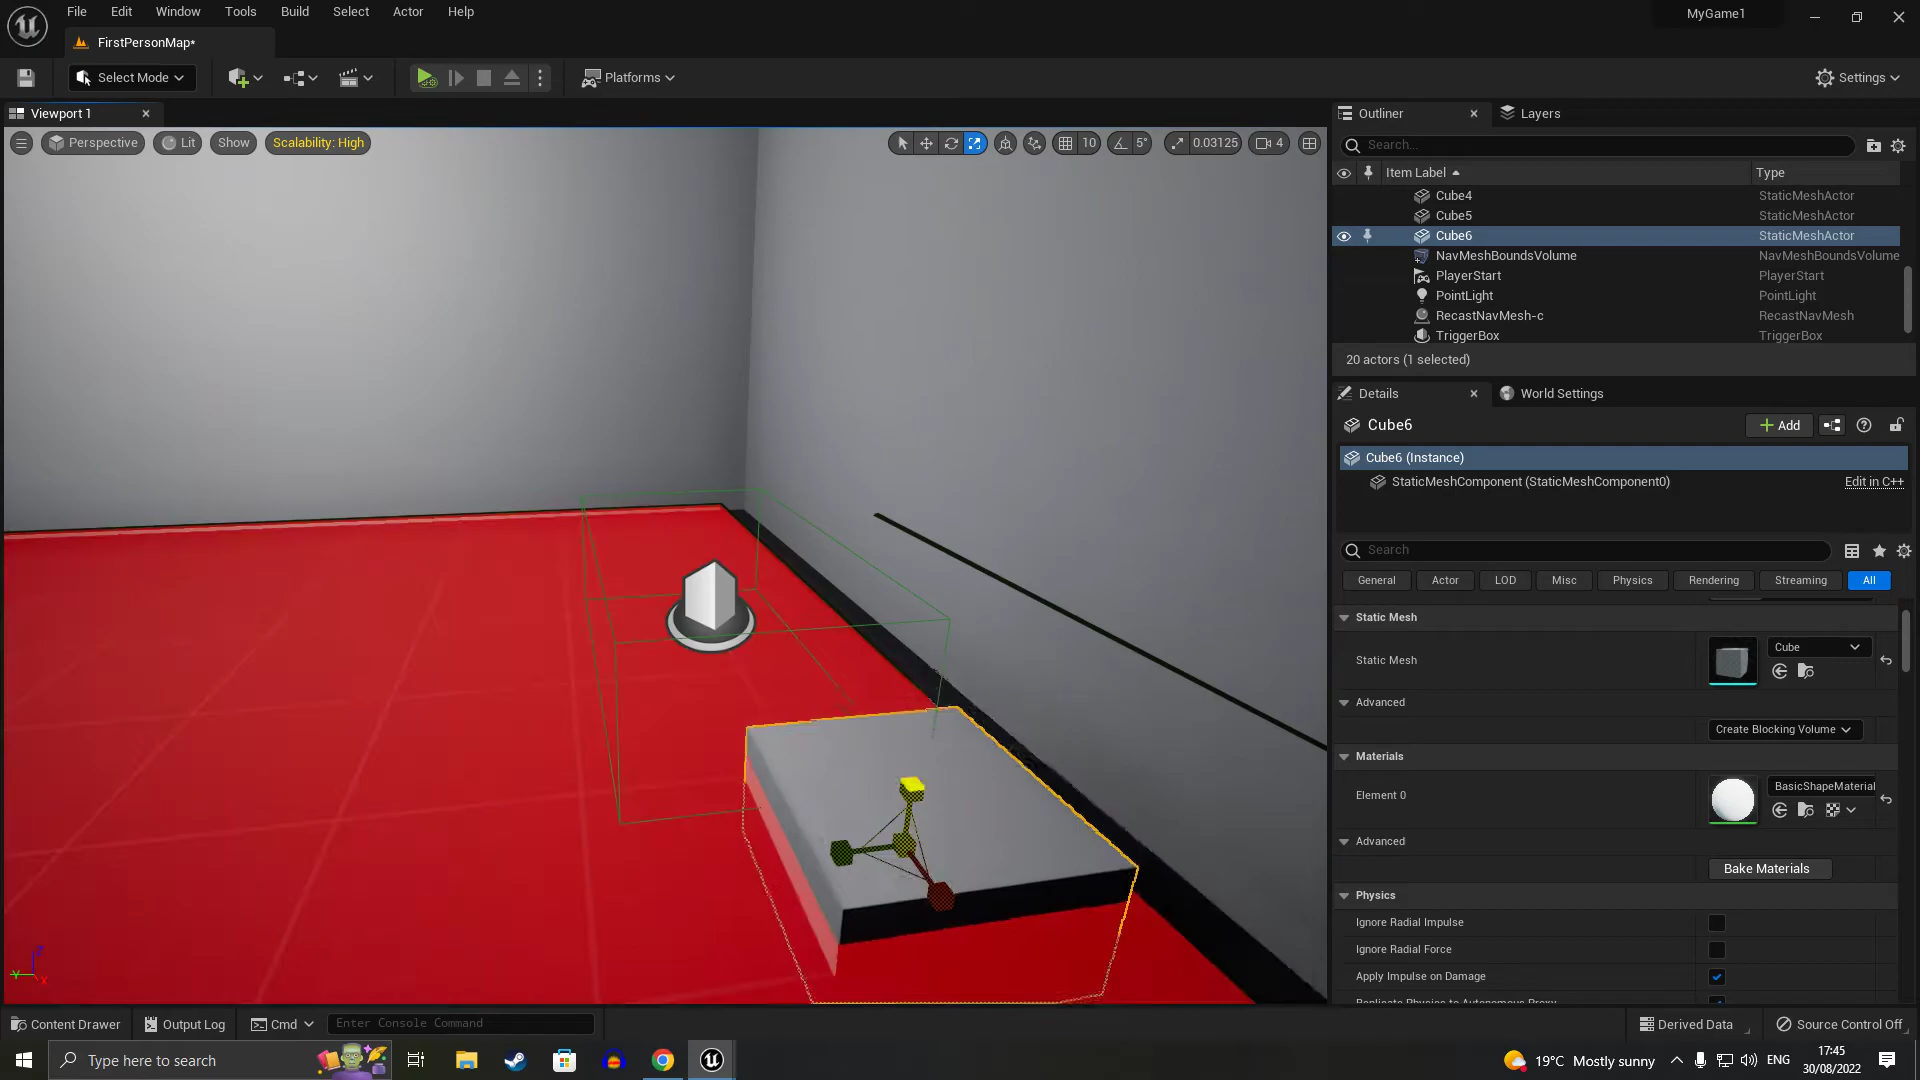 File Edit Window Tools Build Select Actor Help
MyGame1
FirstPersonMap*
Select Mode
Platforms
Settings
Viewport 1
Perspective Lit Show Scalability: High
10 5° 0.03125 4
Outliner Layers
Search...
Item Label Type
Cube4 StaticMeshActor
Cube5 StaticMeshActor
Cube6 StaticMeshActor
NavMeshBoundsVolume NavMeshBoundsVolume
PlayerStart PlayerStart
PointLight PointLight
RecastNavMesh-c RecastNavMesh
TriggerBox TriggerBox
20 actors (1 selected)
Details World Settings
Cube6 + Add
Cube6 (Instance)
StaticMeshComponent (StaticMeshComponent0) Edit in C++
Search
General Actor LOD Misc Physics Rendering Streaming All
Static Mesh
Static Mesh Cube
Advanced
Create Blocking Volume
Materials
Element 0 BasicShapeMaterial
Advanced
Bake Materials
Physics
Ignore Radial Impulse
Ignore Radial Force
Apply Impulse on Damage
Replicate Physics to Autonomous Proxy
Z
Y
X
Content Drawer Output Log Cmd Enter Console Command Derived Data Source Control Off
Type here to search
19°C Mostly sunny ENG 17:45
30/08/2022